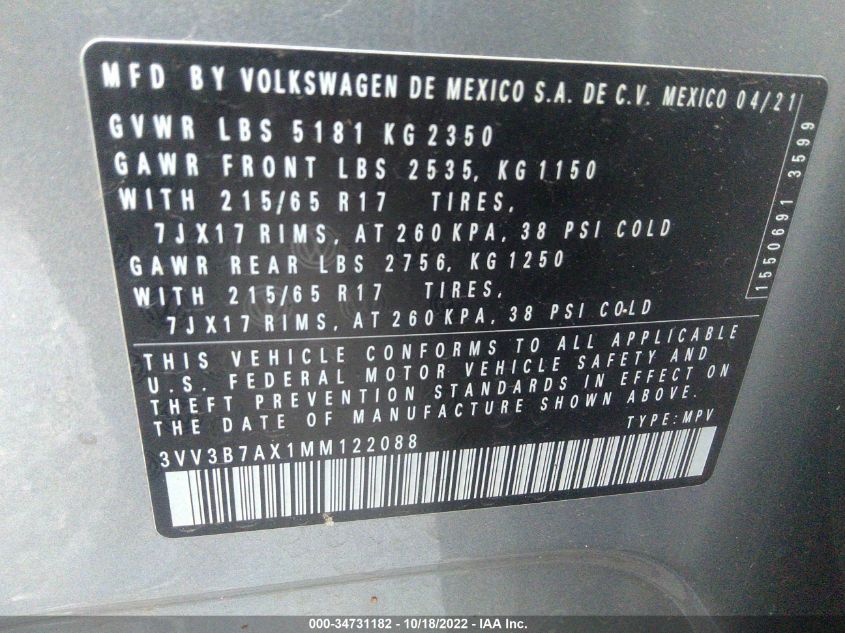 MFD BY VOLKSWAGEN DE MEXICO S.A. DE C.V. MEXICO 04/21
GVWR LBS 5181 KG 2350
GAWR FRONT LBS 2535, KG 1150
WITH 215/65 R17 TIRES,
7JX17 RIMS, AT 260 KPA, 38 PSI COLD
GAWR REAR LBS 2756, KG 1250
WITH 215/65 R17 TIRES,
7JX17 RIMS, AT 260 KPA, 38 PSI COLD
1550691 3599
THIS VEHICLE CONFORMS TO ALL APPLICABLE
U.S. FEDERAL MOTOR VEHICLE SAFETY AND
THEFT PREVENTION STANDARDS IN EFFECT ON
THE DATE OF MANUFACTURE SHOWN ABOVE.
TYPE: MPV
3VV3B7AX1MM122088
000-34731182 - 10/18/2022 - IAA Inc.